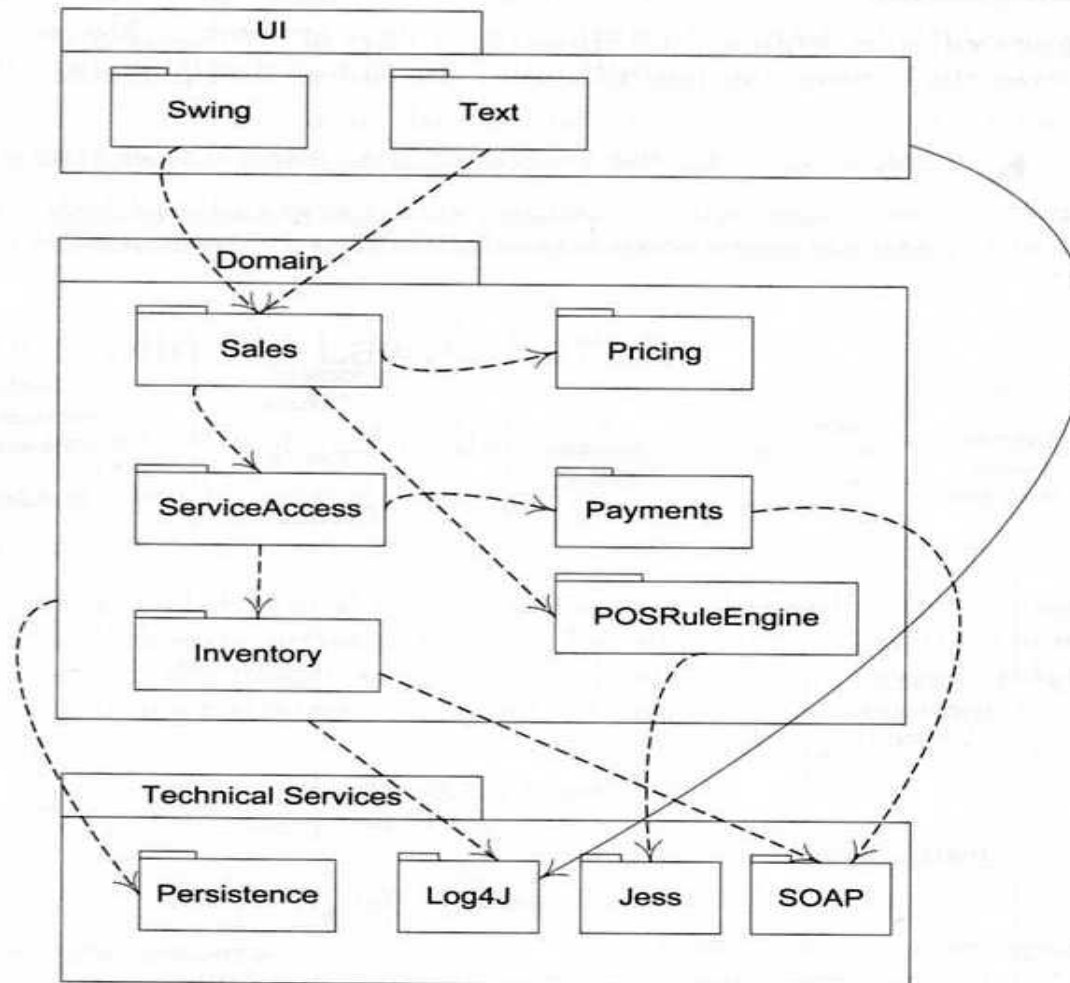 UI
Swing
Text
Domain
Sales
Pricing
ServiceAccess
Payments
POSRuleEngine
Inventory
Technical Services
Persistence
Log4J
Jess
SOAP